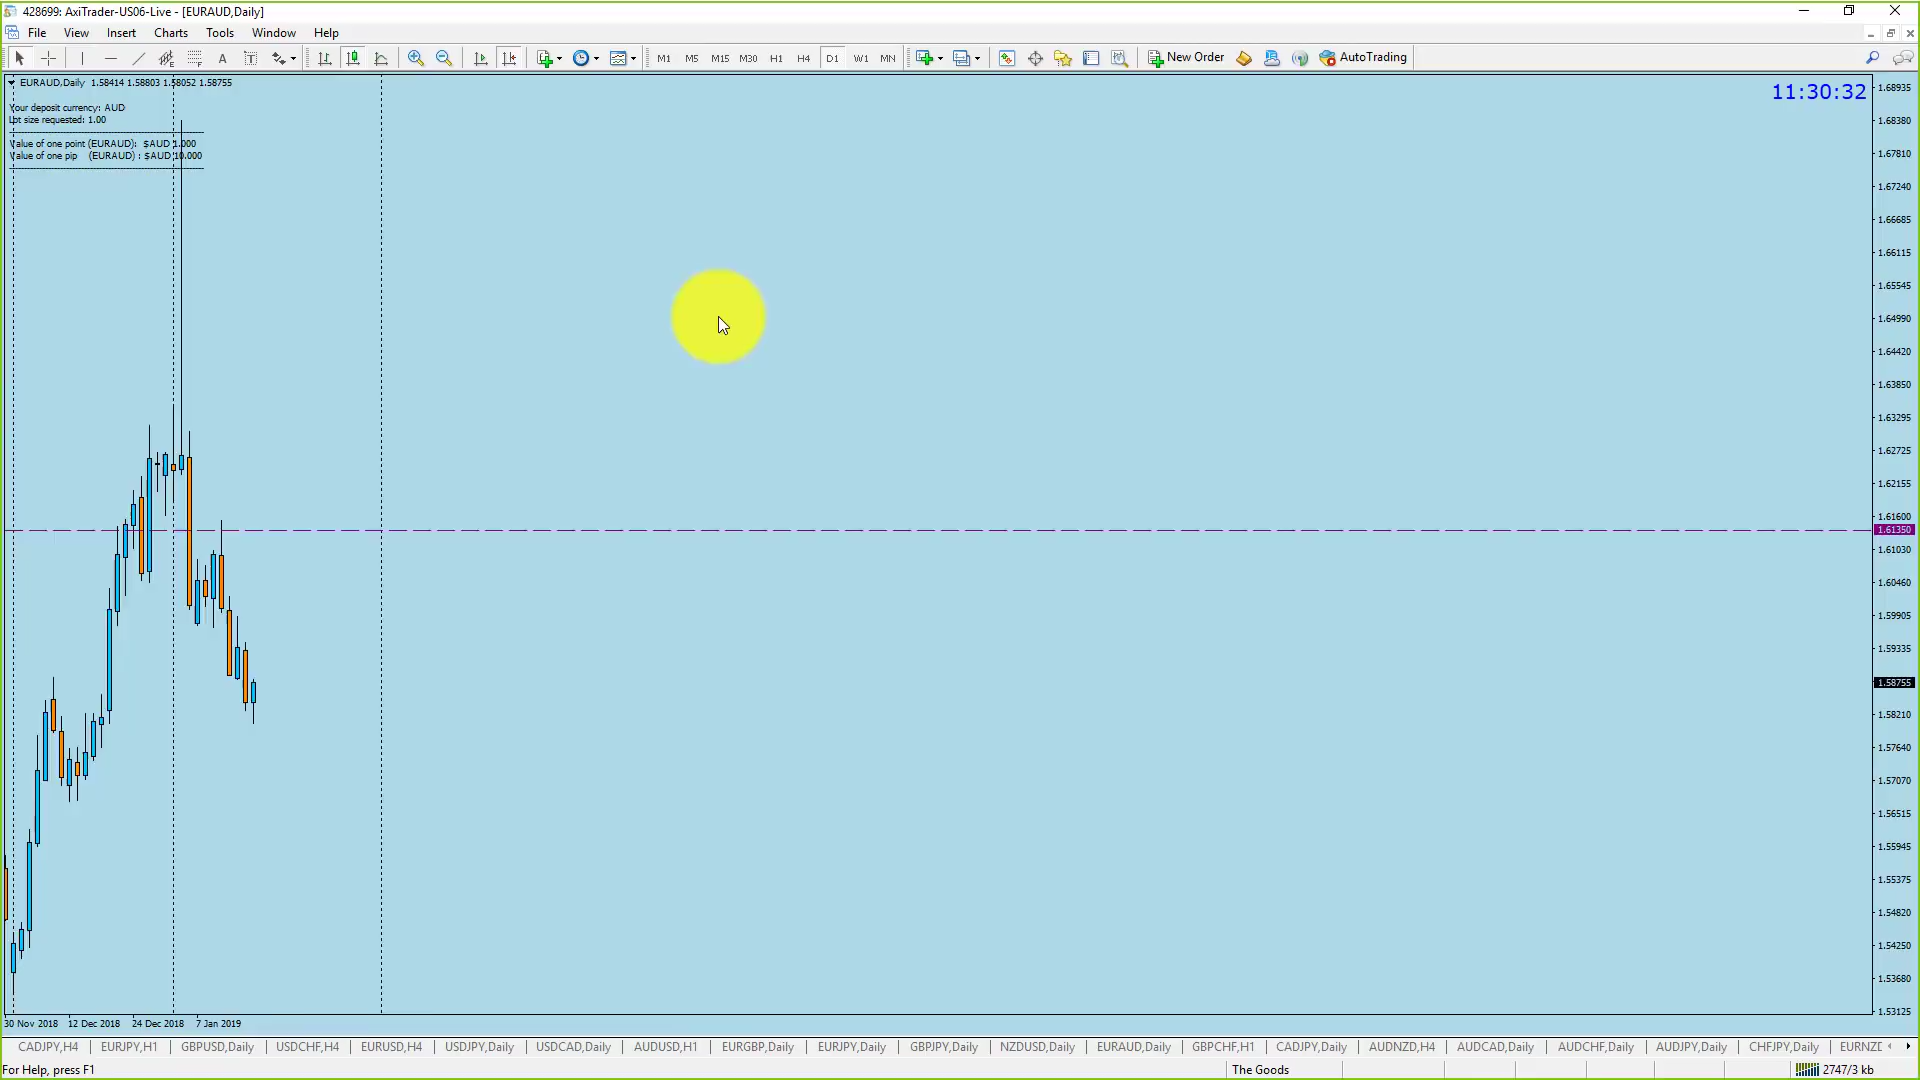 428699: AxiTrader-US06-Live - [EURAUD,Daily]
File View Insert Charts Tools Window Help
M1 M5 M15 M30 H1 H4 D1 W1 MN New Order AutoTrading
EURAUD,Daily 1.58414 1.58803 1.58052 1.58755
11:30:32
Your deposit currency: AUD
Lot size requested: 1.00
Value of one point (EURAUD): $AUD 1.000
Value of one pip (EURAUD) : $AUD 10.000
1.68935
1.68380
1.67810
1.67240
1.66685
1.66115
1.65545
1.64990
1.64420
1.63850
1.63295
1.62725
1.62155
1.61600
1.61350
1.61030
1.60460
1.59905
1.59335
1.58755
1.58210
1.57640
1.57070
1.56515
1.55945
1.55375
1.54820
1.54250
1.53680
1.53125
30 Nov 2018 12 Dec 2018 24 Dec 2018 7 Jan 2019
CADJPY,H4 EURJPY,H1 GBPUSD,Daily USDCHF,H4 EURUSD,H4 USDJPY,Daily USDCAD,Daily AUDUSD,H1 EURGBP,Daily EURJPY,Daily GBPJPY,Daily NZDUSD,Daily EURAUD,Daily GBPCHF,H1 CADJPY,Daily AUDNZD,H4 AUDCAD,Daily AUDCHF,Daily AUDJPY,Daily CHFJPY,Daily EURNZD
For Help, press F1 The Goods 2747/3 kb